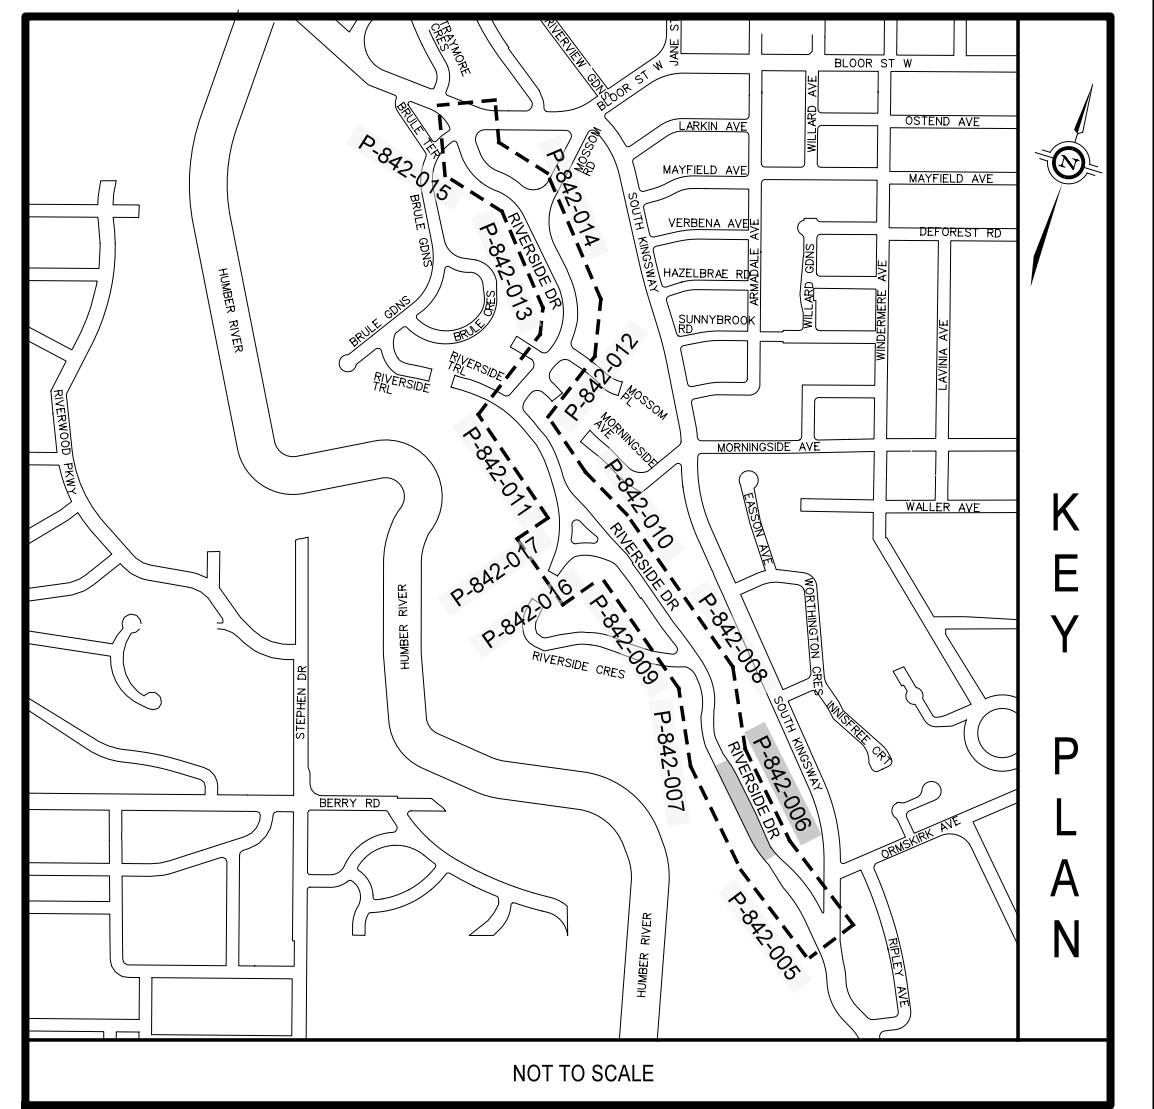 TRAYMORE
CRES
RIVERVIEW GDNS
JANE ST
BLOOR ST W
BLOOR ST W
BRULE TER
P-842-015
MOSSOM
RD
P-842-014
LARKIN AVE
WILLARD AVE
OSTEND AVE
MAYFIELD AVE
MAYFIELD AVE
BRULE GDNS
RIVERSIDE DR
P-842-013
SOUTH KINGSWAY
VERBENA AVE
ARMADALE AVE
DEFOREST RD
HAZELBRAE RD
WILLARD GDNS
WINDERMERE AVE
HUMBER RIVER
BRULE GDNS
BRULE CRES
SUNNYBROOK
RD
LAVINIA AVE
RIVERSIDE
TRL
RIVERSIDE
TRL
P-842-012
MOSSOM
PL
RIVERWOOD PKWY
MORNINGSIDE
AVE
MORNINGSIDE AVE
P-842-011
P-842-010
EASSON AVE
WALLER AVE
P-842-017
RIVERSIDE DR
P-842-016
HUMBER RIVER
P-842-009
P-842-008
WORTHINGTON CRES
RIVERSIDE CRES
STEPHEN DR
P-842-007
SOUTH KINGSWAY
INNISFREE CRT
RIVERSIDE DR
P-842-006
BERRY RD
ORMSKIRK AVE
P-842-005
HUMBER RIVER
RIPLEY AVE
N
KEY PLAN
NOT TO SCALE